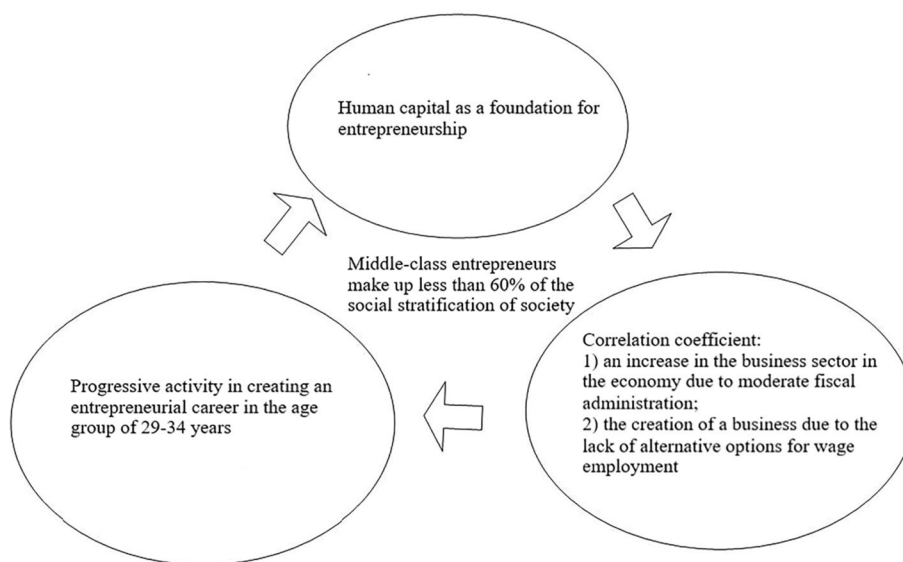 Human capital as a foundation for
entrepreneurship
Middle-class entrepreneurs
make up less than 60% of the
social stratification of society
Correlation coefficient:
1) an increase in the business sector in
the economy due to moderate fiscal
administration;
2) the creation of a business due to the
lack of alternative options for wage
employment
Progressive activity in creating an
entrepreneurial career in the age
group of 29-34 years